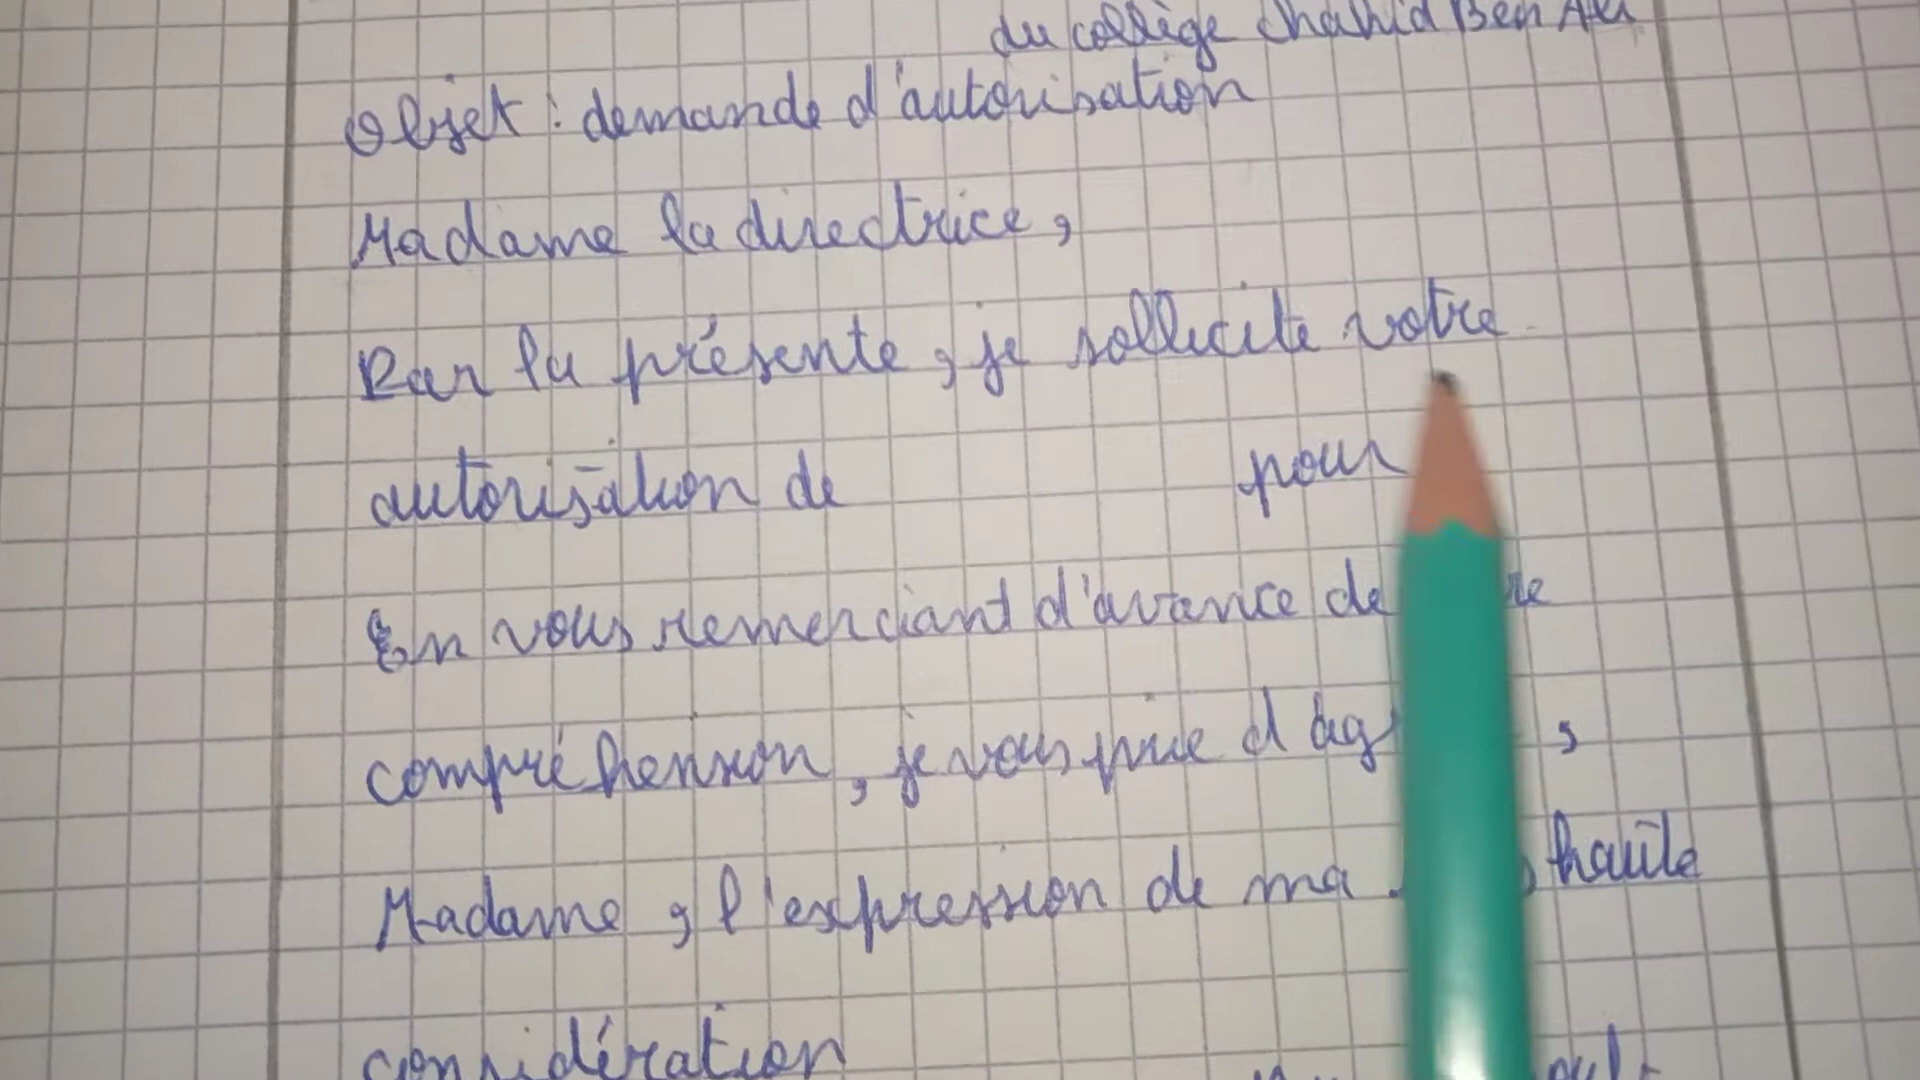 du collège chahid Ben Ali
Objet : demande d'autorisation
Madame la directrice,
Par la présente, je sollicite votre
autorisation de pour
En vous remerciant d'avance de
compréhension, je vous prie d'ag ,
Madame, l'expression de ma haute
considération